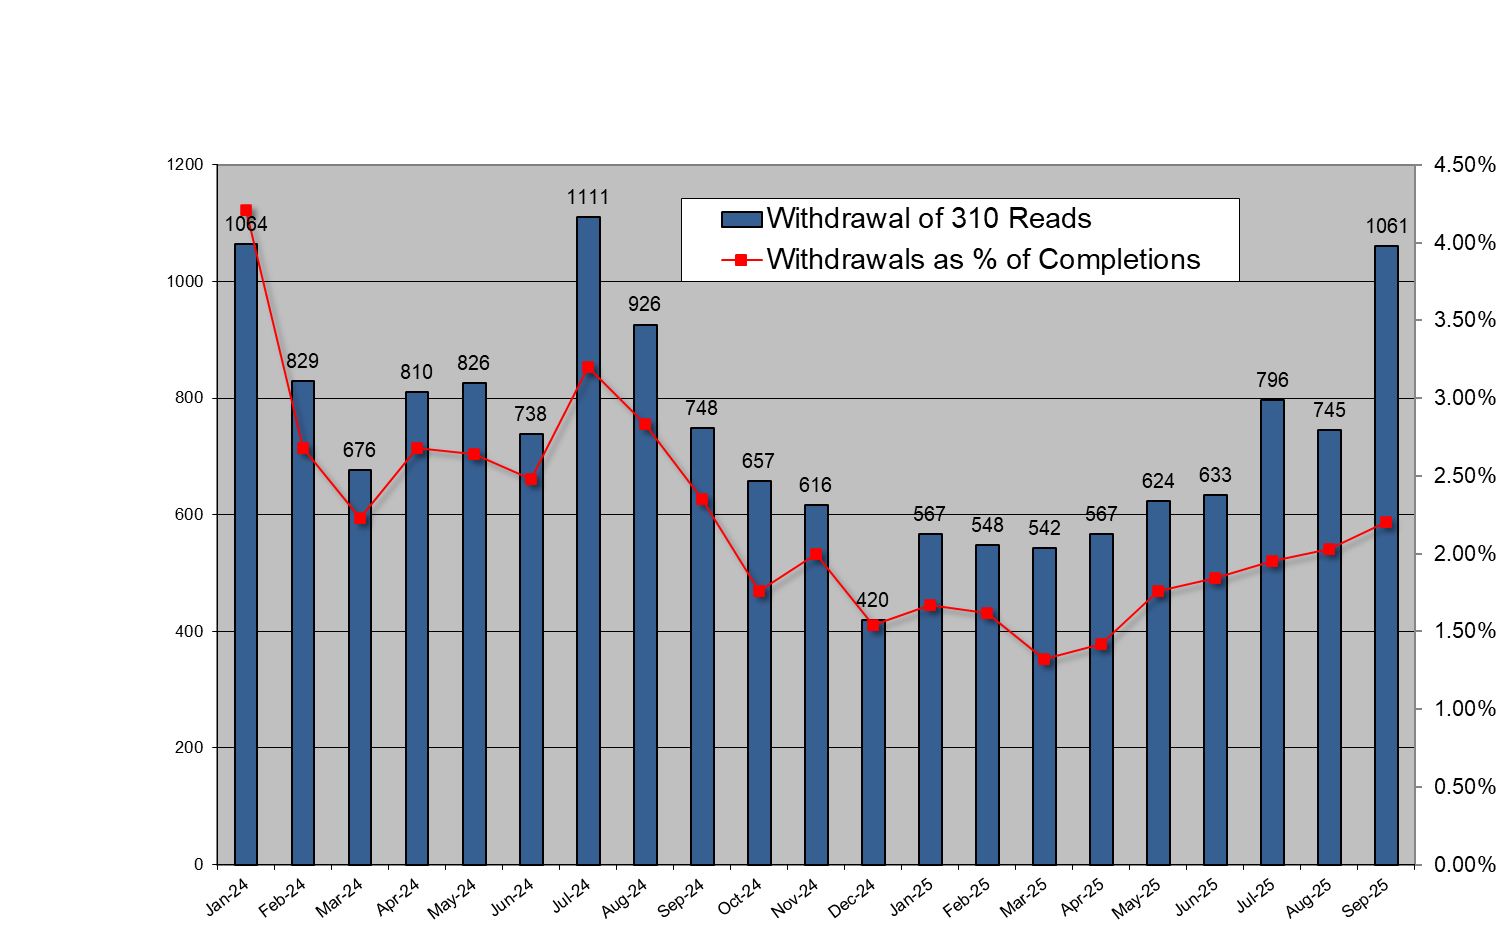 1200
1000
800
600
400
200
0
4.50%
4.00%
3.50%
3.00%
2.50%
2.00%
1.50%
1.00%
0.50%
0.00%
Withdrawal of 310 Reads
Withdrawals as % of Completions
1064
829
676
810
826
738
1111
926
748
657
616
420
567
548
542
567
624
633
796
745
1061
Jan-24
Feb-24
Mar-24
Apr-24
May-24
Jun-24
Jul-24
Aug-24
Sep-24
Oct-24
Nov-24
Dec-24
Jan-25
Feb-25
Mar-25
Apr-25
May-25
Jun-25
Jul-25
Aug-25
Sep-25